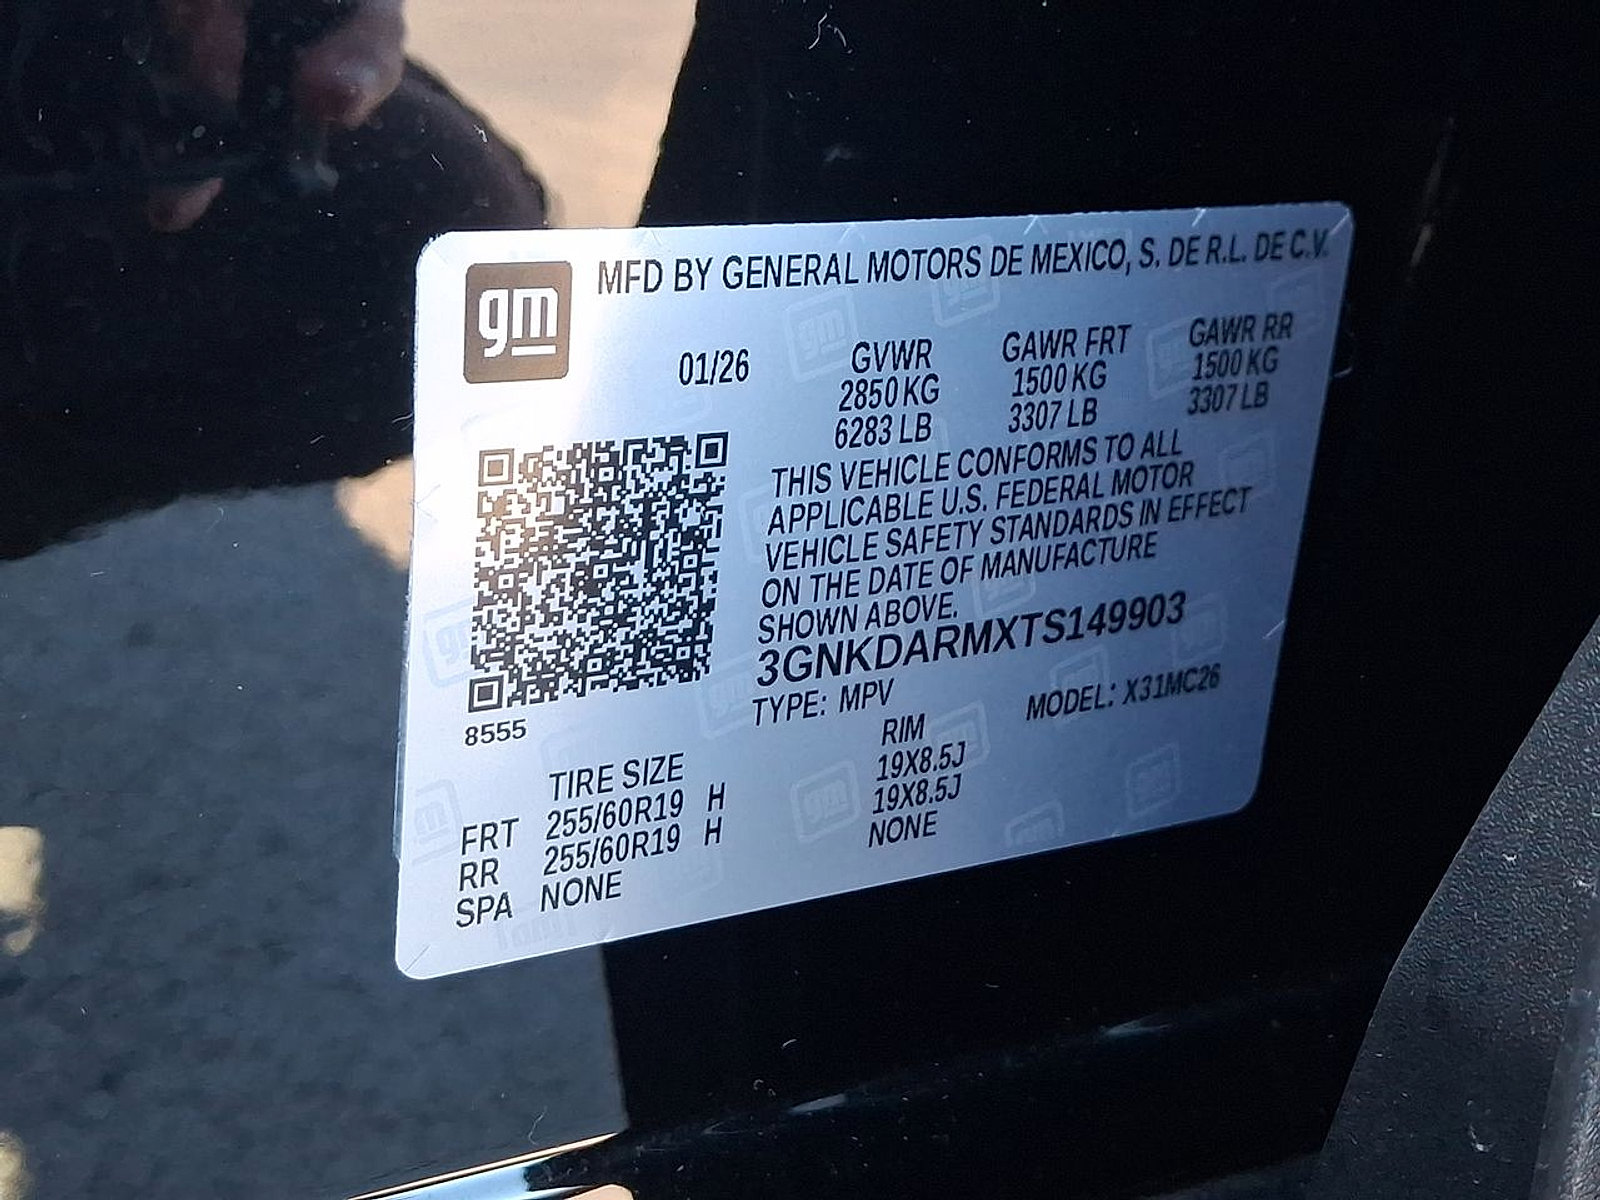 gm
MFD BY GENERAL MOTORS DE MEXICO, S. DE R.L. DE C.V.
01/26
GVWR GAWR FRT GAWR RR
2850 KG 1500 KG 1500 KG
6283 LB 3307 LB 3307 LB
THIS VEHICLE CONFORMS TO ALL
APPLICABLE U.S. FEDERAL MOTOR
VEHICLE SAFETY STANDARDS IN EFFECT
ON THE DATE OF MANUFACTURE
SHOWN ABOVE.
3GNKDARMXTS149903
TYPE: MPV MODEL: X31MC26
8555
TIRE SIZE RIM
FRT 255/60R19 H 19X8.5J
RR 255/60R19 H 19X8.5J
SPA NONE NONE